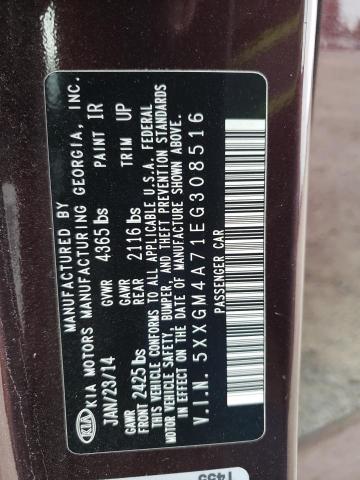 MANUFACTURED BY
KIA KIA MOTORS MANUFACTURING GEORGIA, INC.
JAN/23/14 GVWR 4365 lbs PAINT IR
GAWR FRONT 2425 lbs GAWR REAR 2116 lbs TRIM UP
THIS VEHICLE CONFORMS TO ALL APPLICABLE U.S.A. FEDERAL
MOTOR VEHICLE SAFETY, BUMPER, AND THEFT PREVENTION STANDARDS
IN EFFECT ON THE DATE OF MANUFACTURE SHOWN ABOVE.
V.I.N. 5XXGM4A71EG308516
PASSENGER CAR